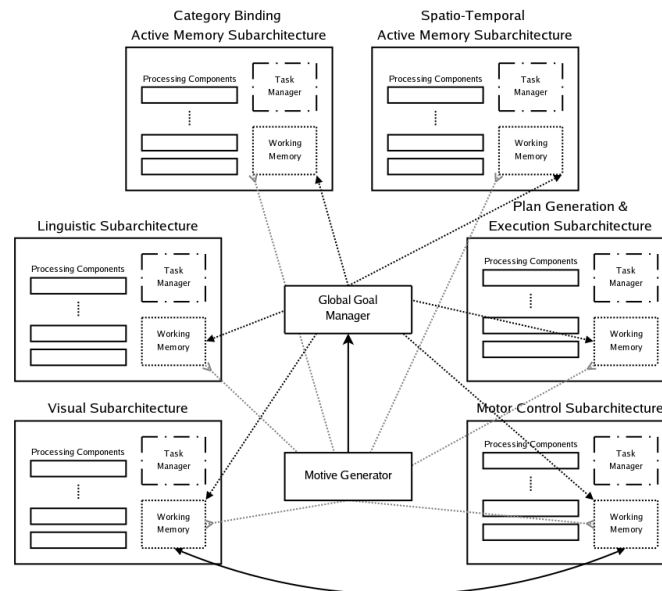 Category Binding
Active Memory Subarchitecture
Processing Components
Task
Manager
Working
Memory
Spatio-Temporal
Active Memory Subarchitecture
Processing Components
Task
Manager
Working
Memory
Linguistic Subarchitecture
Processing Components
Task
Manager
Working
Memory
Global Goal
Manager
Plan Generation &
Execution Subarchitecture
Processing Components
Task
Manager
Working
Memory
Visual Subarchitecture
Processing Components
Task
Manager
Working
Memory
Motive Generator
Motor Control Subarchitecture
Processing Components
Task
Manager
Working
Memory